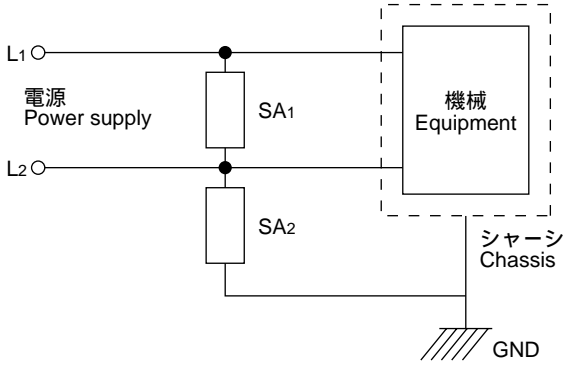 L1
電源
Power supply
SA1
機械
Equipment
L2
SA2
シャーシ
Chassis
GND